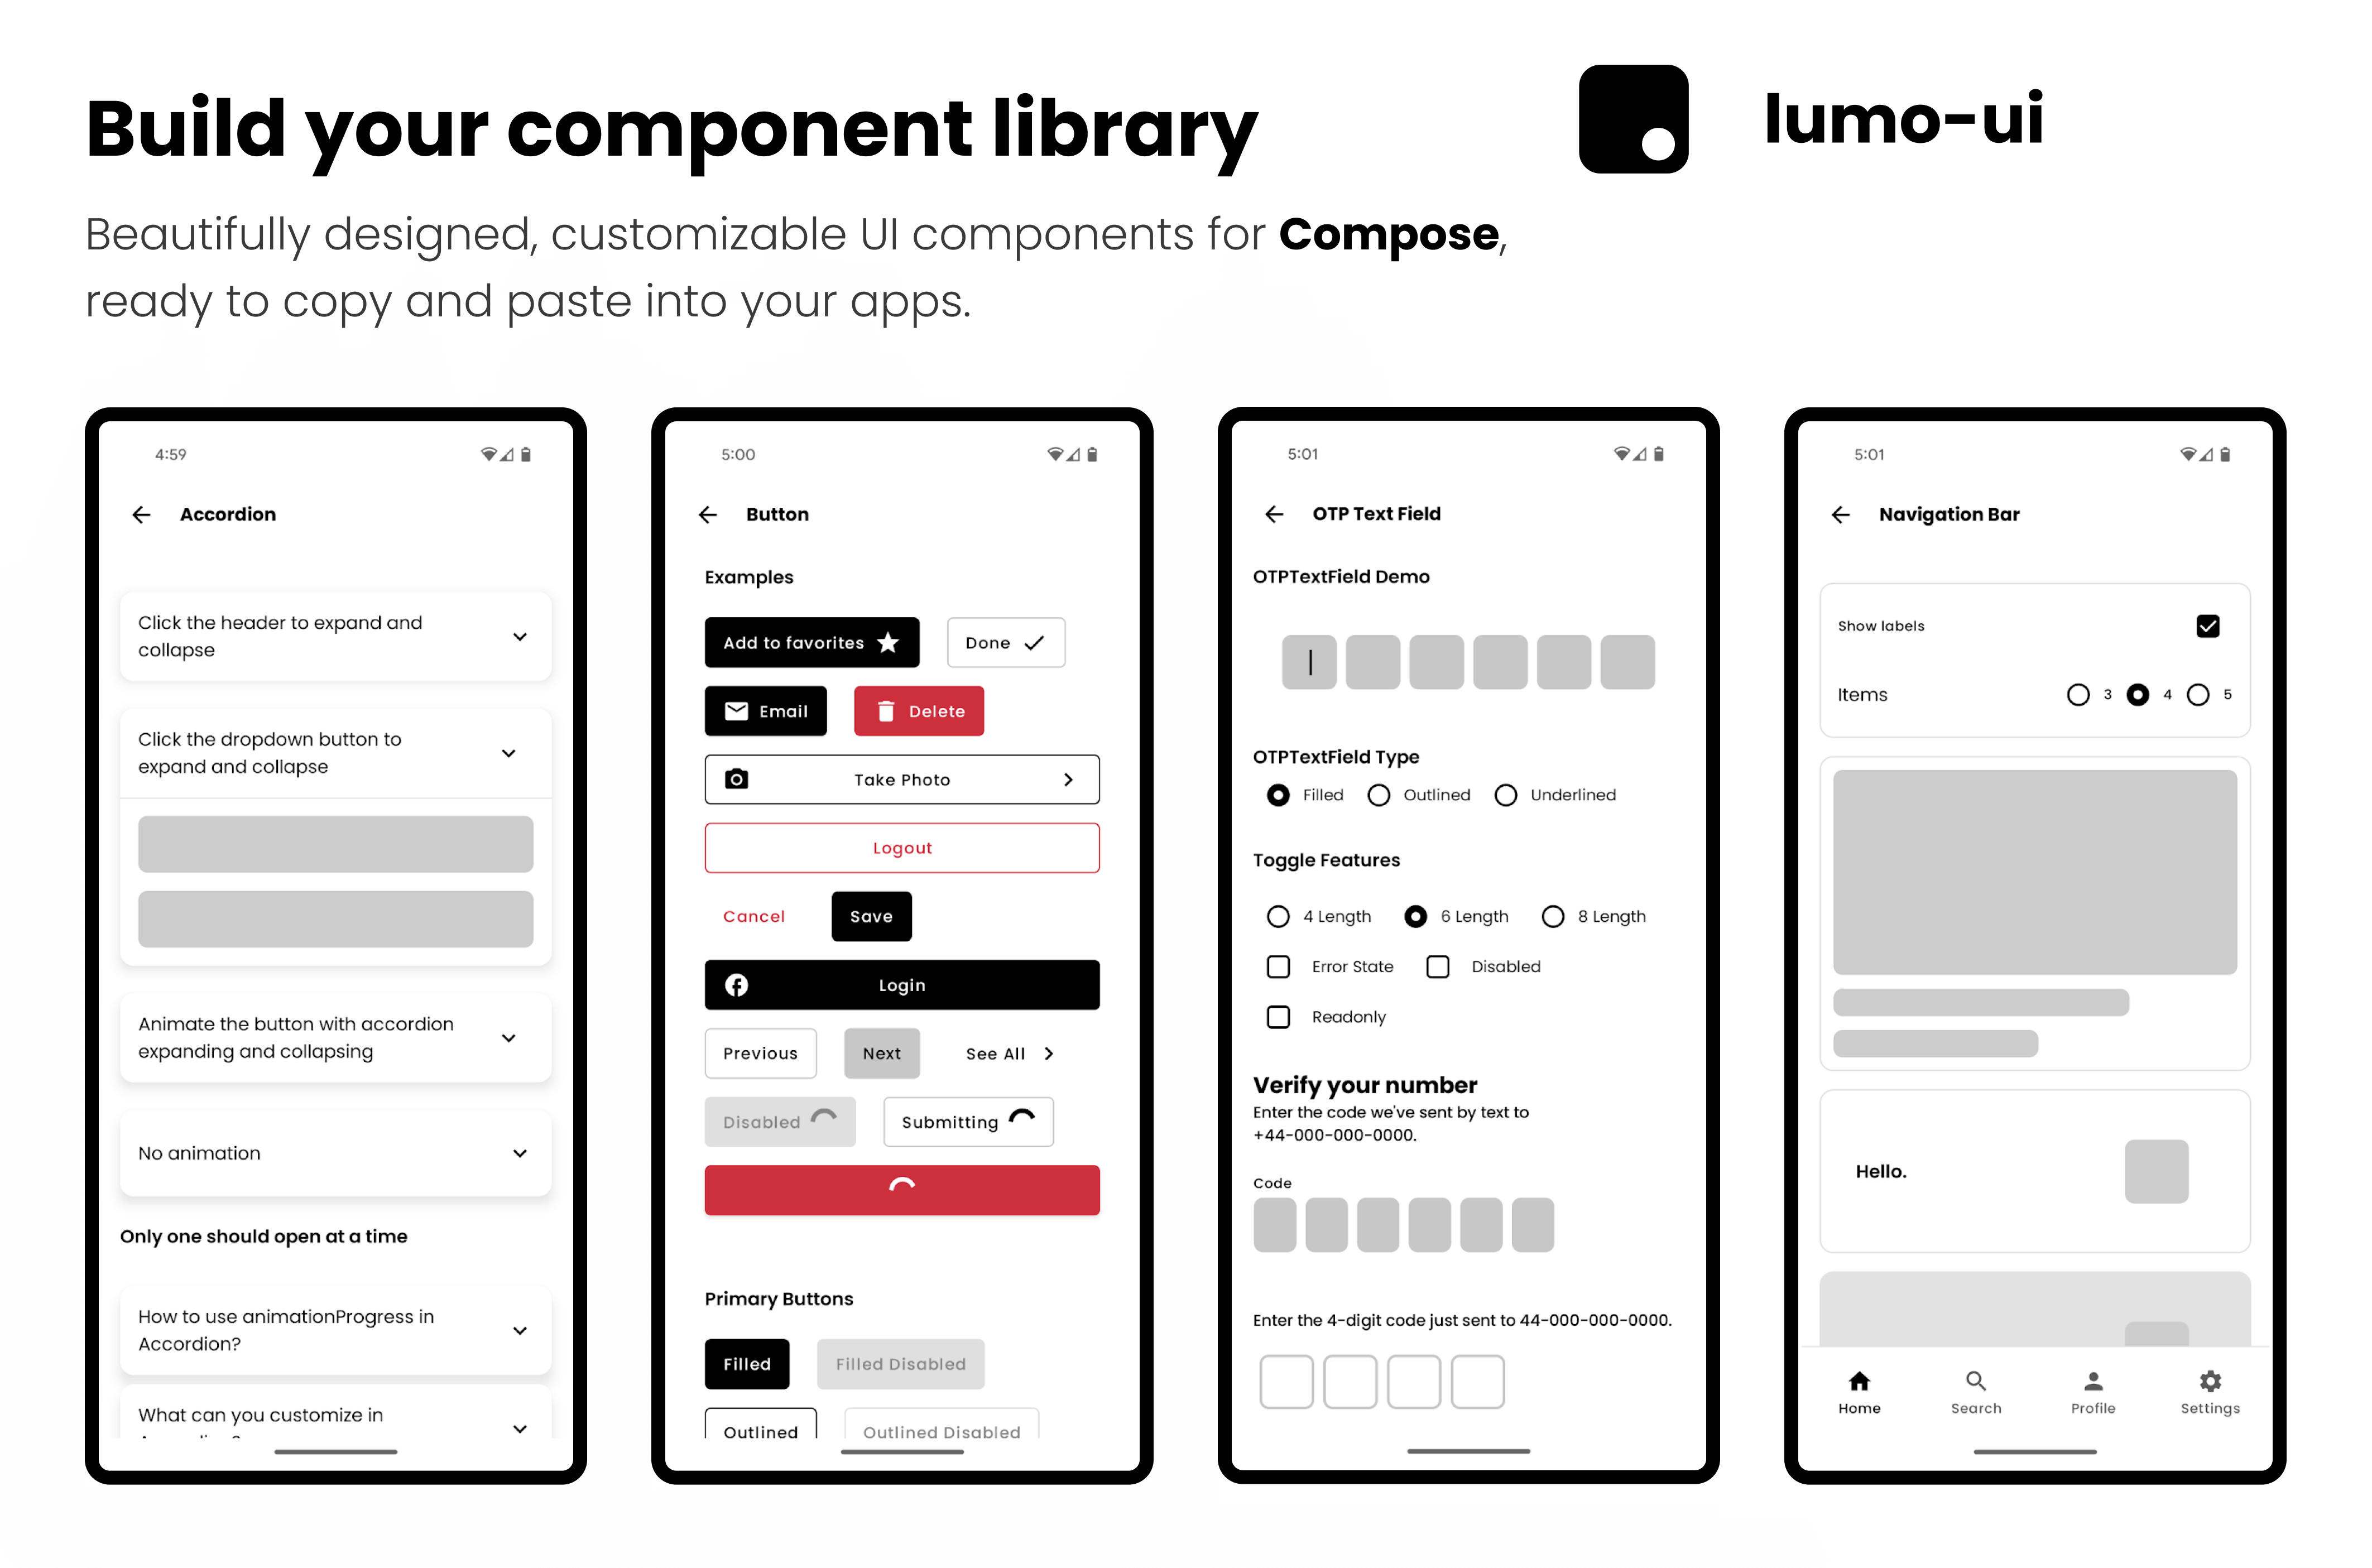 Build your component library
lumo-ui
Beautifully designed, customizable UI components for Compose,
ready to copy and paste into your apps.
4:59
Accordion
Click the header to expand and
collapse
Click the dropdown button to
expand and collapse
Animate the button with accordion
expanding and collapsing
No animation
Only one should open at a time
How to use animationProgress in
Accordion?
What can you customize in
5:00
Button
Examples
Add to favorites
Done
Email
Delete
Take Photo
Logout
Cancel
Save
Login
Previous
Next
See All
Disabled
Submitting
Primary Buttons
Filled
Filled Disabled
Outlined
Outlined Disabled
5:01
OTP Text Field
OTPTextField Demo
OTPTextField Type
Filled
Outlined
Underlined
Toggle Features
4 Length
6 Length
8 Length
Error State
Disabled
Readonly
Verify your number
Enter the code we've sent by text to
+44-000-000-0000.
Code
Enter the 4-digit code just sent to 44-000-000-0000.
5:01
Navigation Bar
Show labels
Items
3
4
5
Hello.
Home
Search
Profile
Settings